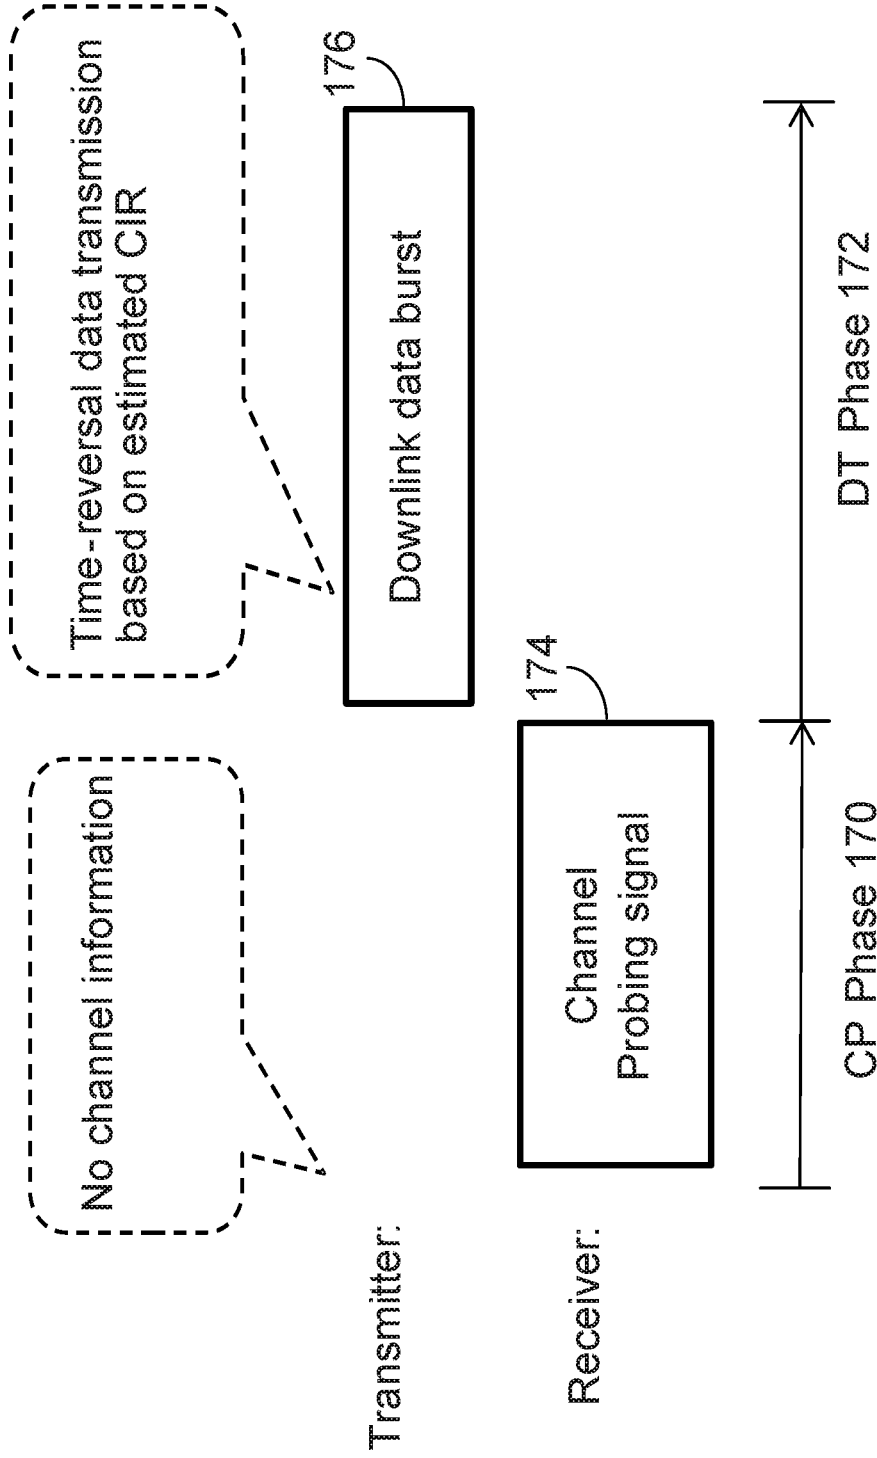 No channel information
Time-reversal data transmission
based on estimated CIR
Transmitter:
Downlink data burst
176
Receiver:
Channel
Probing signal
174
CP Phase 170
DT Phase 172